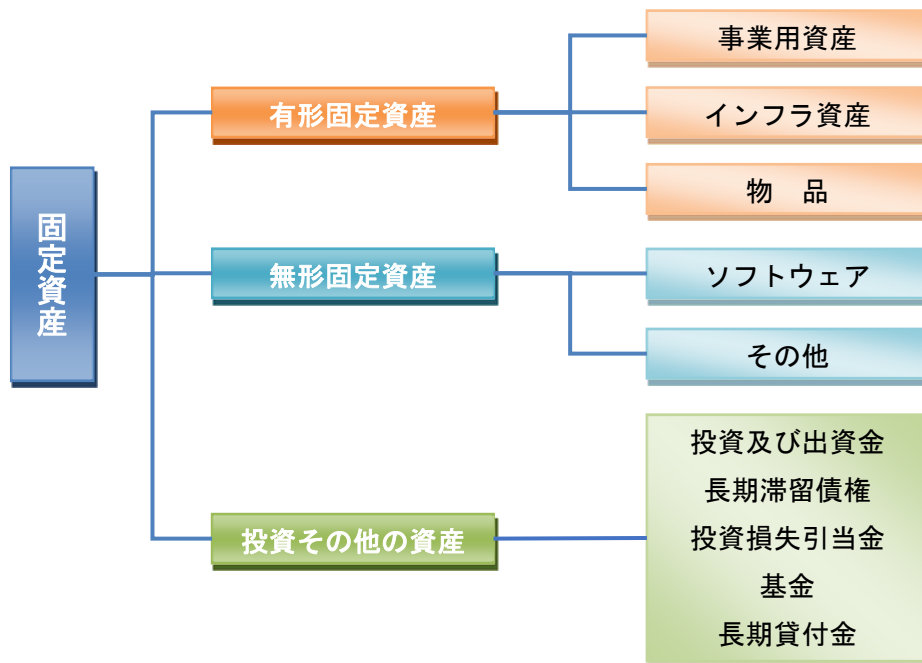 固定資産
有形固定資産
事業用資産
インフラ資産
物　品
無形固定資産
ソフトウェア
その他
投資その他の資産
投資及び出資金
長期滞留債権
投資損失引当金
基金
長期貸付金